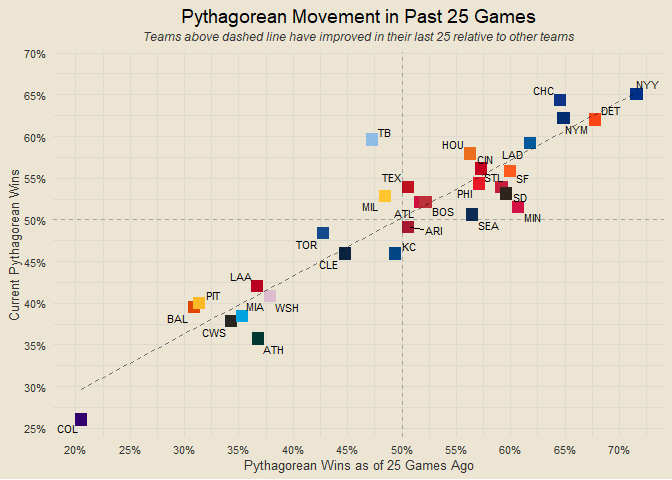 Pythagorean Movement in Past 25 Games
Teams above dashed line have improved in their last 25 relative to other teams
70%
65%
60%
55%
50%
45%
40%
35%
30%
25%
Current Pythagorean Wins
NYY
CHC
DET
NYM
TB
HOU
LAD
CIN
TEX
STL
SF
PHI
SD
MIL
ATL
BOS
MIN
SEA
ARI
TOR
KC
CLE
LAA
PIT
WSH
MIA
BAL
CWS
ATH
COL
20%
25%
30%
35%
40%
45%
50%
55%
60%
65%
70%
Pythagorean Wins as of 25 Games Ago